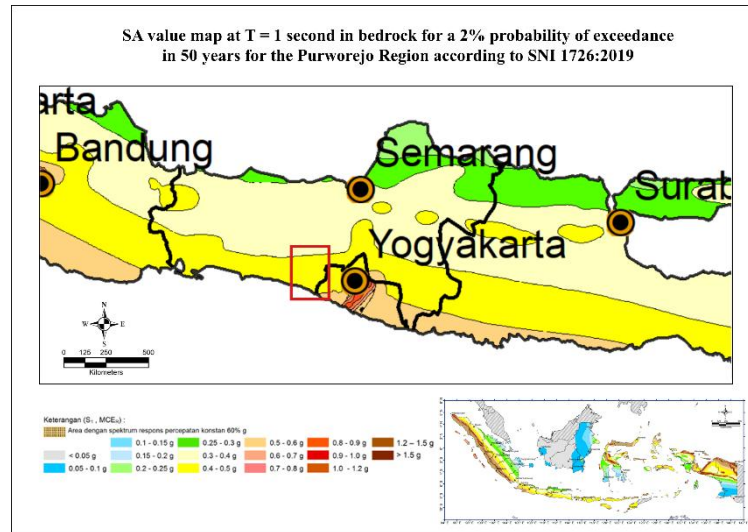 SA value map at T = 1 second in bedrock for a 2% probability of exceedance
in 50 years for the Purworejo Region according to SNI 1726:2019
arta
Bandung
Semarang
Surab
Yogyakarta
N
W E
S
0 125 250 500
Kilometers
Keterangan (S₁ , MCER) :
Area dengan spektrum respons percepatan konstan 60% g
< 0.05 g
0.05 - 0.1 g
0.1 - 0.15 g
0.15 - 0.2 g
0.2 - 0.25 g
0.25 - 0.3 g
0.3 - 0.4 g
0.4 - 0.5 g
0.5 - 0.6 g
0.6 - 0.7 g
0.7 - 0.8 g
0.8 - 0.9 g
0.9 - 1.0 g
1.0 - 1.2 g
1.2 – 1.5 g
> 1.5 g